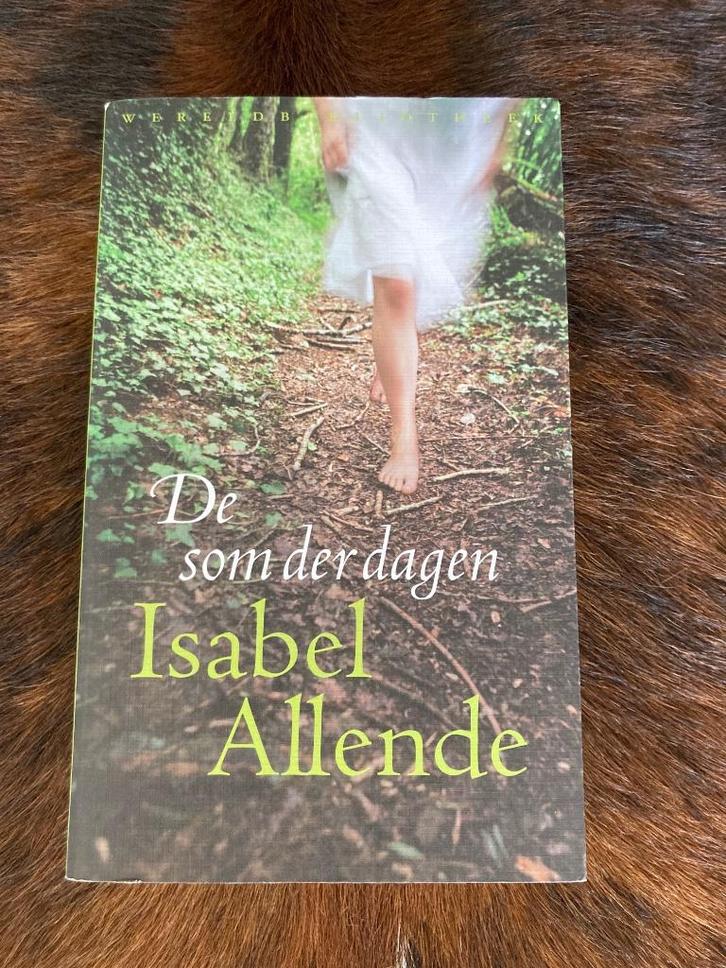 WERELDBIBLIOTHEEK
De
som der dagen
Isabel
Allende